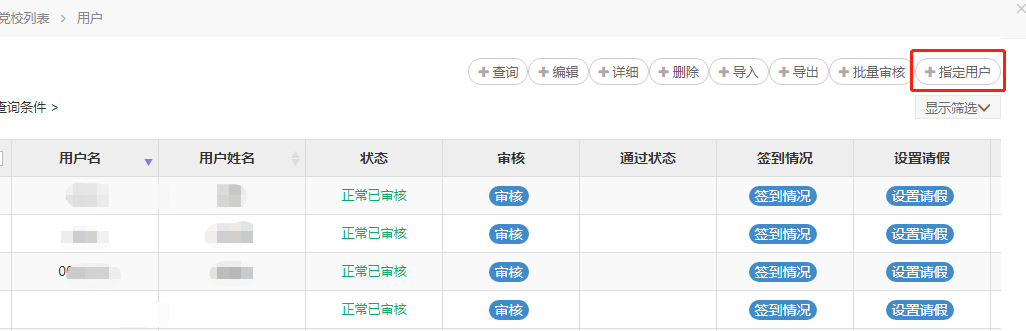 党校列表 > 用户
查询 编辑 详细 删除 导入 导出 批量审核 指定用户
查询条件 >
显示筛选
用户名 用户姓名 状态 审核 通过状态 签到情况 设置请假
正常已审核 审核 签到情况 设置请假
正常已审核 审核 签到情况 设置请假
正常已审核 审核 签到情况 设置请假
正常已审核 审核 签到情况 设置请假